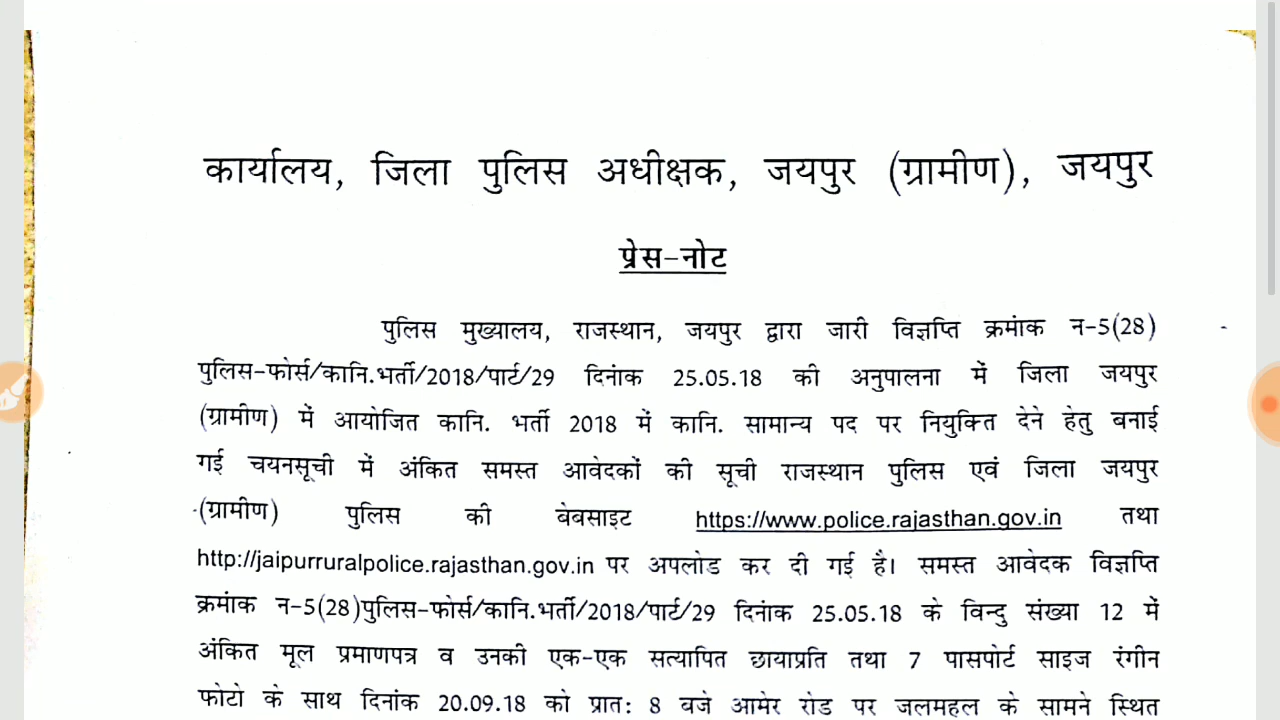 कार्यालय, जिला पुलिस अधीक्षक, जयपुर (ग्रामीण), जयपुर
प्रेस-नोट
पुलिस मुख्यालय, राजस्थान, जयपुर द्वारा जारी विज्ञप्ति क्रमांक न-5(28)
पुलिस-फोर्स/कानि.भर्ती/2018/पार्ट/29 दिनांक 25.05.18 की अनुपालना में जिला जयपुर
(ग्रामीण) में आयोजित कानि. भर्ती 2018 में कानि. सामान्य पद पर नियुक्ति देने हेतु बनाई
गई चयनसूची में अंकित समस्त आवेदकों की सूची राजस्थान पुलिस एवं जिला जयपुर
(ग्रामीण) पुलिस की वेबसाइट https://www.police.rajasthan.gov.in तथा
http://jaipurruralpolice.rajasthan.gov.in पर अपलोड कर दी गई है। समस्त आवेदक विज्ञप्ति
क्रमांक न-5(28)पुलिस-फोर्स/कानि.भर्ती/2018/पार्ट/29 दिनांक 25.05.18 के विन्दु संख्या 12 में
अंकित मूल प्रमाणपत्र व उनकी एक-एक सत्यापित छायाप्रति तथा 7 पासपोर्ट साइज रंगीन
फोटो के साथ दिनांक 20.09.18 को प्रातः 8 बजे आमेर रोड पर जलमहल के सामने स्थित